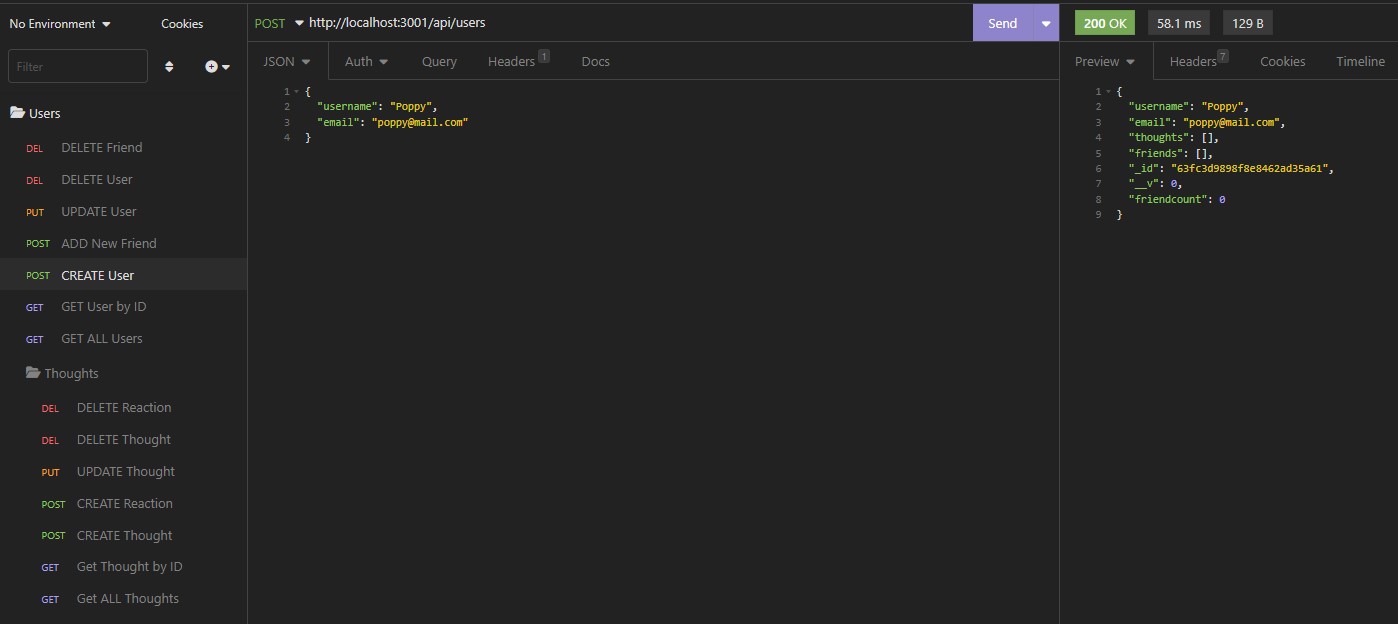 No Environment Cookies
Filter
Users
DEL DELETE Friend
DEL DELETE User
PUT UPDATE User
POST ADD New Friend
POST CREATE User
GET GET User by ID
GET GET ALL Users
Thoughts
DEL DELETE Reaction
DEL DELETE Thought
PUT UPDATE Thought
POST CREATE Reaction
POST CREATE Thought
GET Get Thought by ID
GET Get ALL Thoughts
POST http://localhost:3001/api/users Send
JSON Auth Query Headers 1 Docs
1 {
2 "username": "Poppy",
3 "email": "poppy@mail.com"
4 }
200 OK 58.1 ms 129 B
Preview Headers 7 Cookies Timeline
1 {
2 "username": "Poppy",
3 "email": "poppy@mail.com",
4 "thoughts": [],
5 "friends": [],
6 "_id": "63fc3d9898f8e8462ad35a61",
7 "__v": 0,
8 "friendcount": 0
9 }